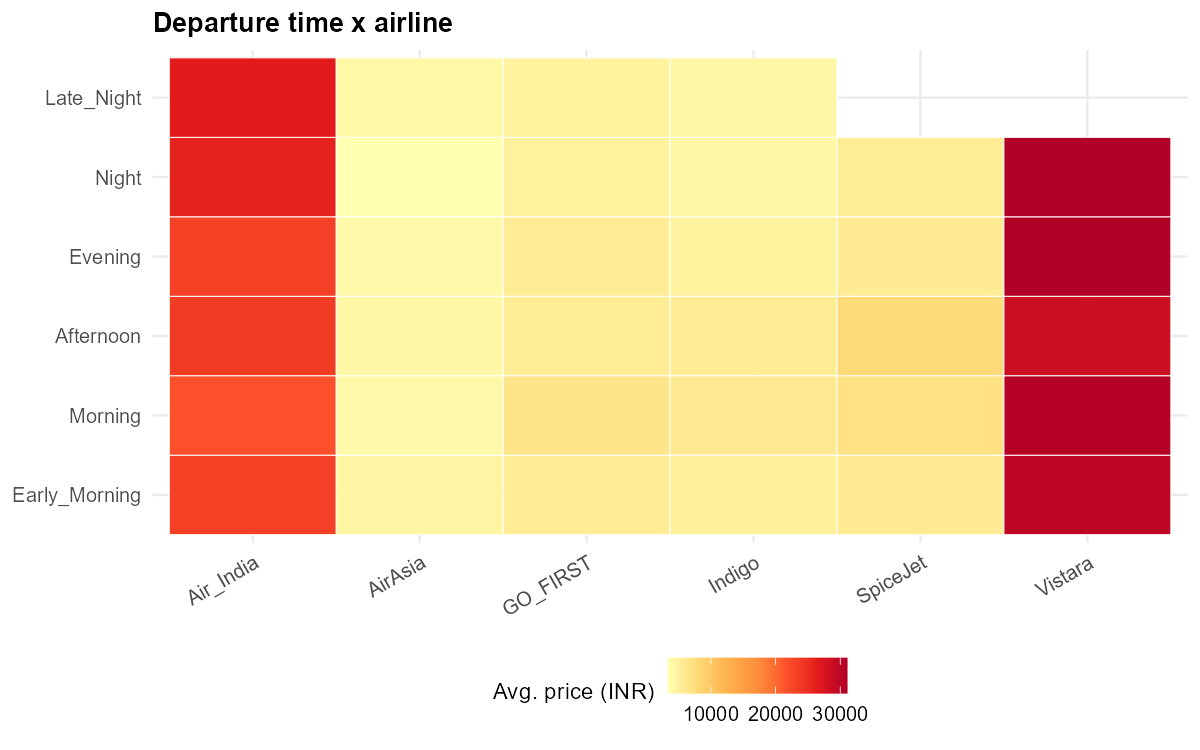 Departure time x airline
Late_Night
Night
Evening
Afternoon
Morning
Early_Morning
Air_India AirAsia GO_FIRST Indigo SpiceJet Vistara
Avg. price (INR)
10000 20000 30000